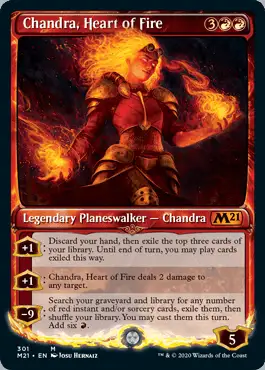 Chandra, Heart of Fire 3
Legendary Planeswalker — Chandra M21
+1 Discard your hand, then exile the top three cards of
your library. Until end of turn, you may play cards
exiled this way.
+1 Chandra, Heart of Fire deals 2 damage to
any target.
-9 Search your graveyard and library for any number
of red instant and/or sorcery cards, exile them, then
shuffle your library. You may cast them this turn.
Add six.
5
301 M
M21 • EN Josu Hernaiz ™ & © 2020 Wizards of the Coast